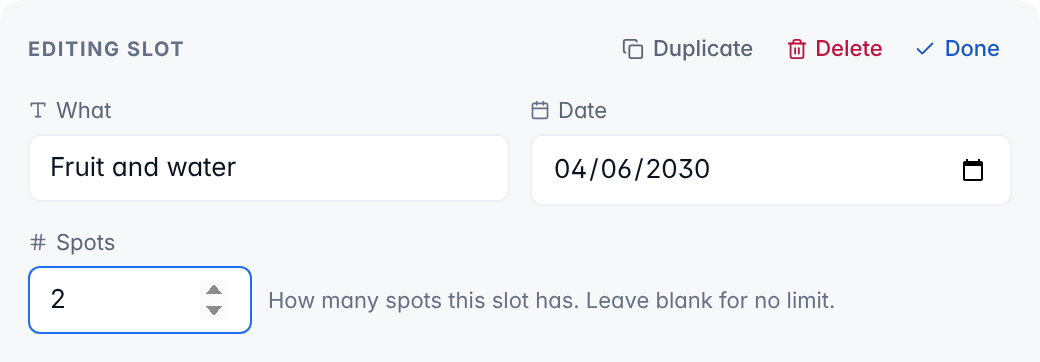 EDITING SLOT Duplicate Delete Done
What Date
Fruit and water 04/06/2030
# Spots
2 How many spots this slot has. Leave blank for no limit.